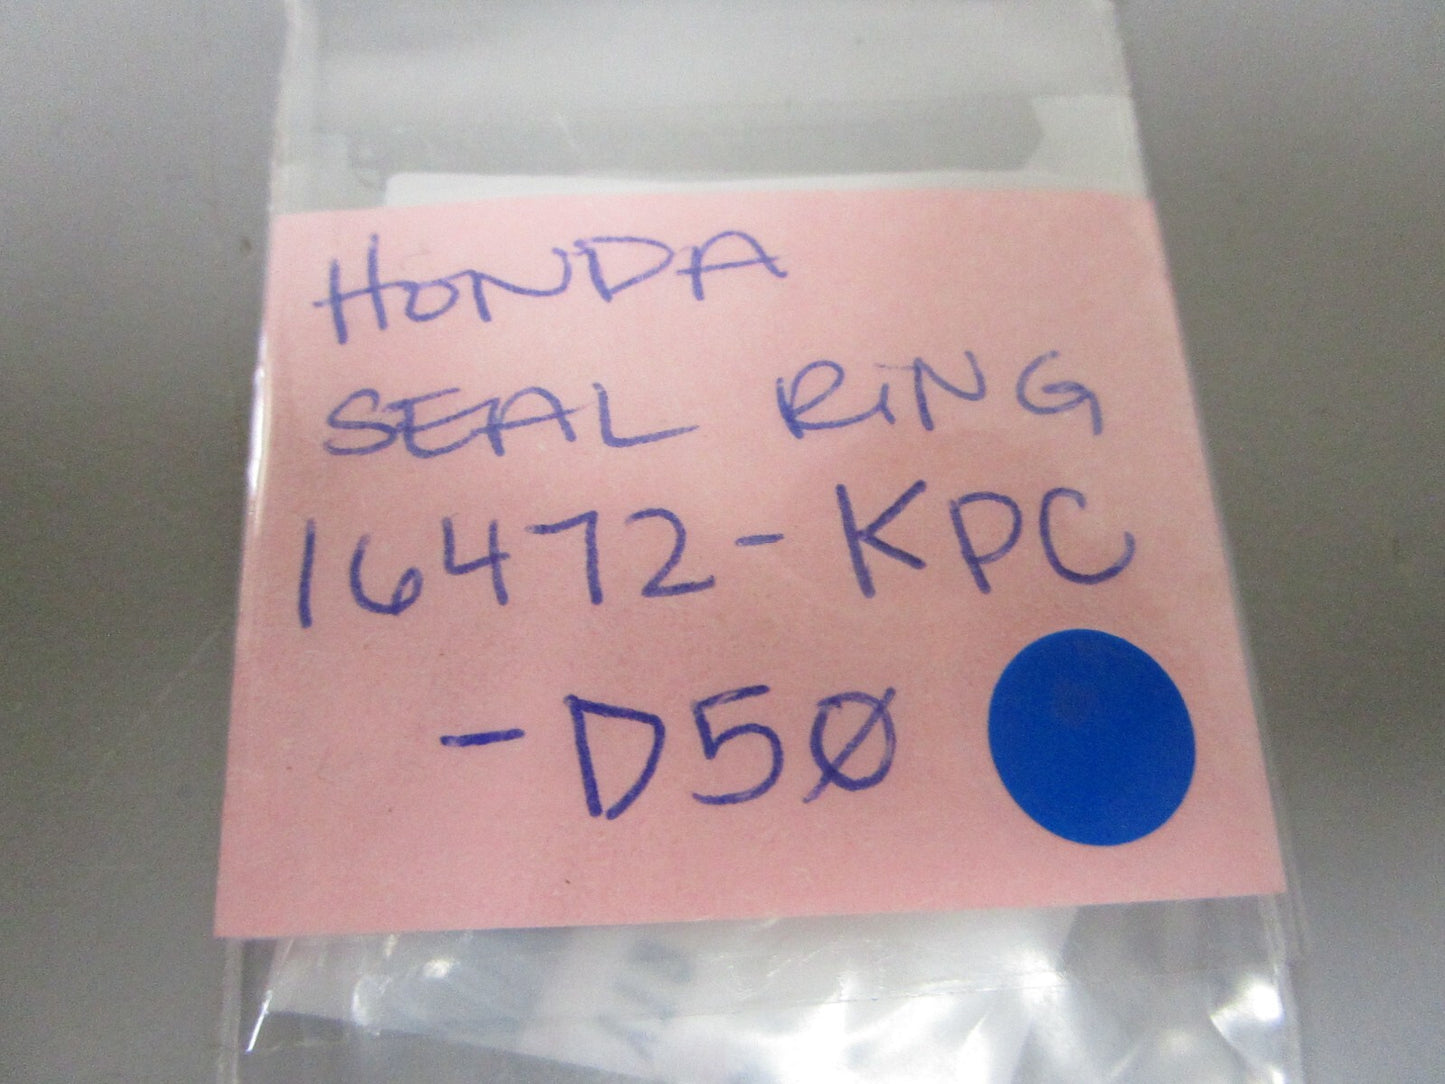 HONDA
SEAL RING
16472-KPC
-D5Ø